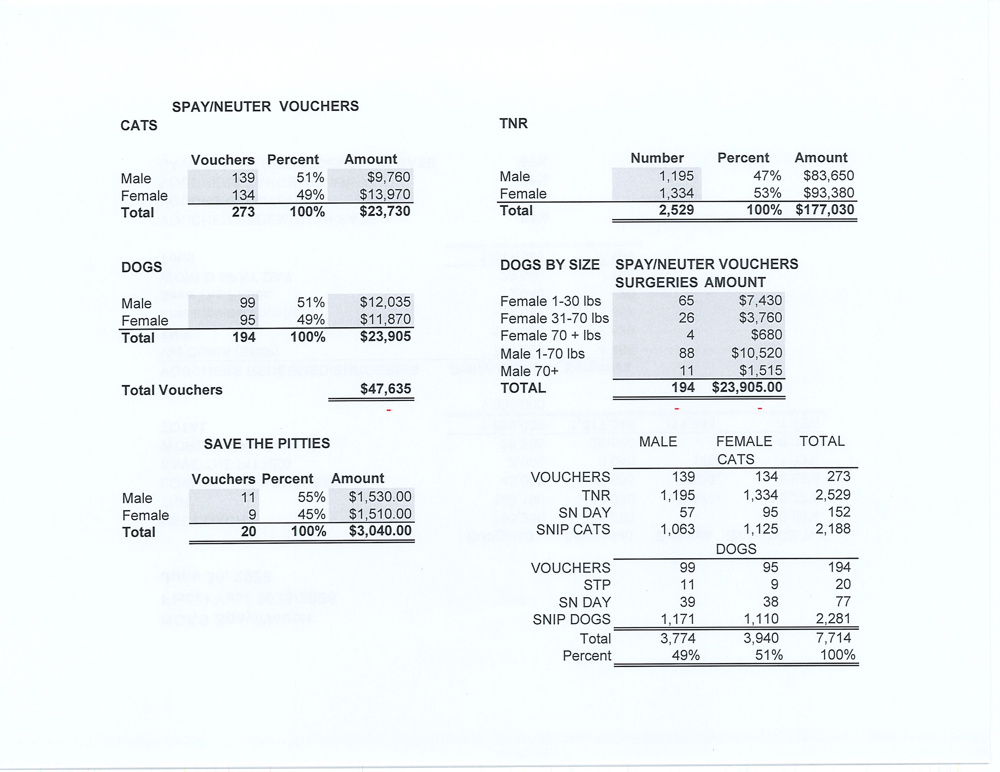 SPAY/NEUTER VOUCHERS
CATS
Vouchers Percent Amount
Male 139 51% $9,760
Female 134 49% $13,970
Total 273 100% $23,730
DOGS
Male 99 51% $12,035
Female 95 49% $11,870
Total 194 100% $23,905
Total Vouchers $47,635
-
SAVE THE PITTIES
Vouchers Percent Amount
Male 11 55% $1,530.00
Female 9 45% $1,510.00
Total 20 100% $3,040.00
TNR
Number Percent Amount
Male 1,195 47% $83,650
Female 1,334 53% $93,380
Total 2,529 100% $177,030
DOGS BY SIZE SPAY/NEUTER VOUCHERS
SURGERIES AMOUNT
Female 1-30 lbs 65 $7,430
Female 31-70 lbs 26 $3,760
Female 70 + lbs 4 $680
Male 1-70 lbs 88 $10,520
Male 70+ 11 $1,515
TOTAL 194 $23,905.00
- -
MALE FEMALE TOTAL
CATS
VOUCHERS 139 134 273
TNR 1,195 1,334 2,529
SN DAY 57 95 152
SNIP CATS 1,063 1,125 2,188
DOGS
VOUCHERS 99 95 194
STP 11 9 20
SN DAY 39 38 77
SNIP DOGS 1,171 1,110 2,281
Total 3,774 3,940 7,714
Percent 49% 51% 100%